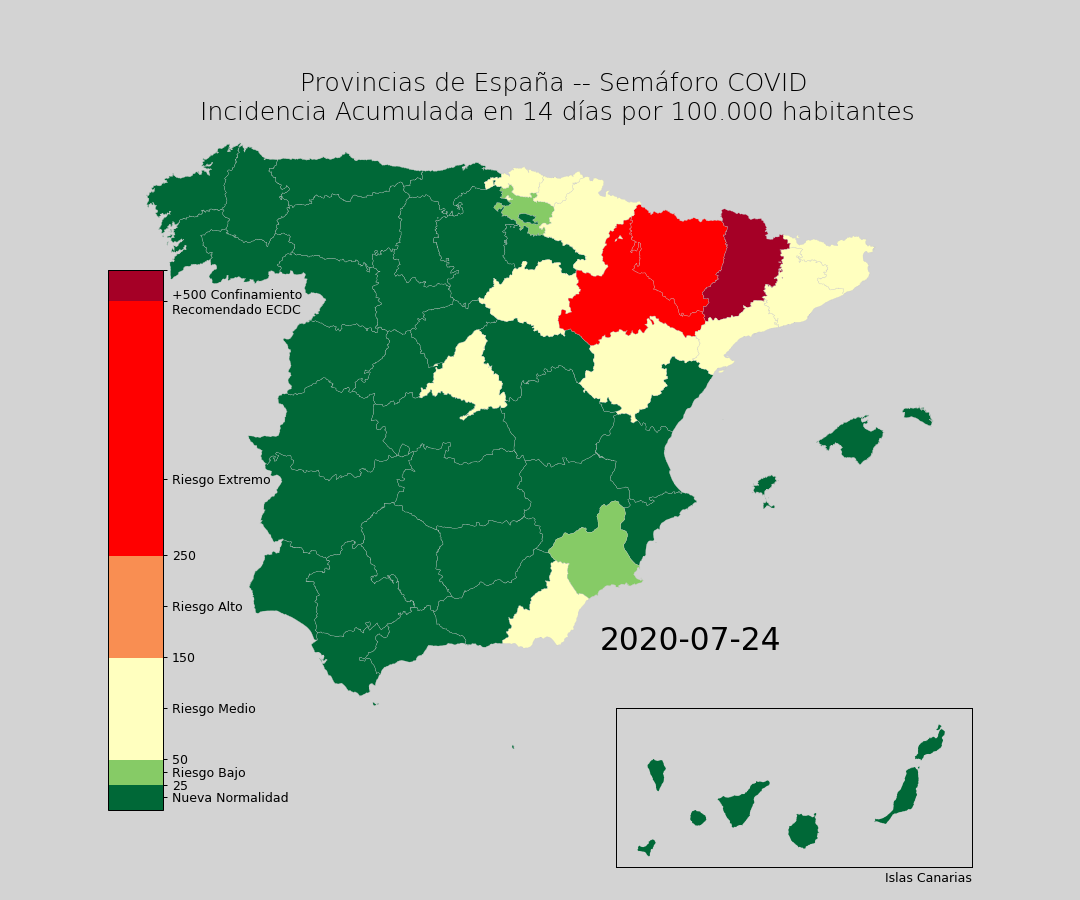 Provincias de España -- Semáforo COVID
Incidencia Acumulada en 14 días por 100.000 habitantes
+500 Confinamiento
Recomendado ECDC
Riesgo Extremo
250
Riesgo Alto
150
Riesgo Medio
50
Riesgo Bajo
25
Nueva Normalidad
2020-07-24
Islas Canarias